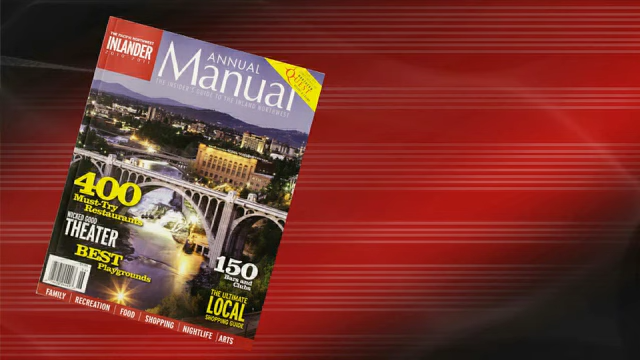 THE PACIFIC NORTHWEST
INLANDER
ANNUAL
Manual
THE INSIDER'S GUIDE TO THE INLAND NORTHWEST
400
Must-Try
Restaurants
WICKED GOOD
THEATER
BEST
Playgrounds
150
Bars and
Clubs
THE ULTIMATE
LOCAL
SHOPPING GUIDE
FAMILY | RECREATION | FOOD | SHOPPING | NIGHTLIFE | ARTS